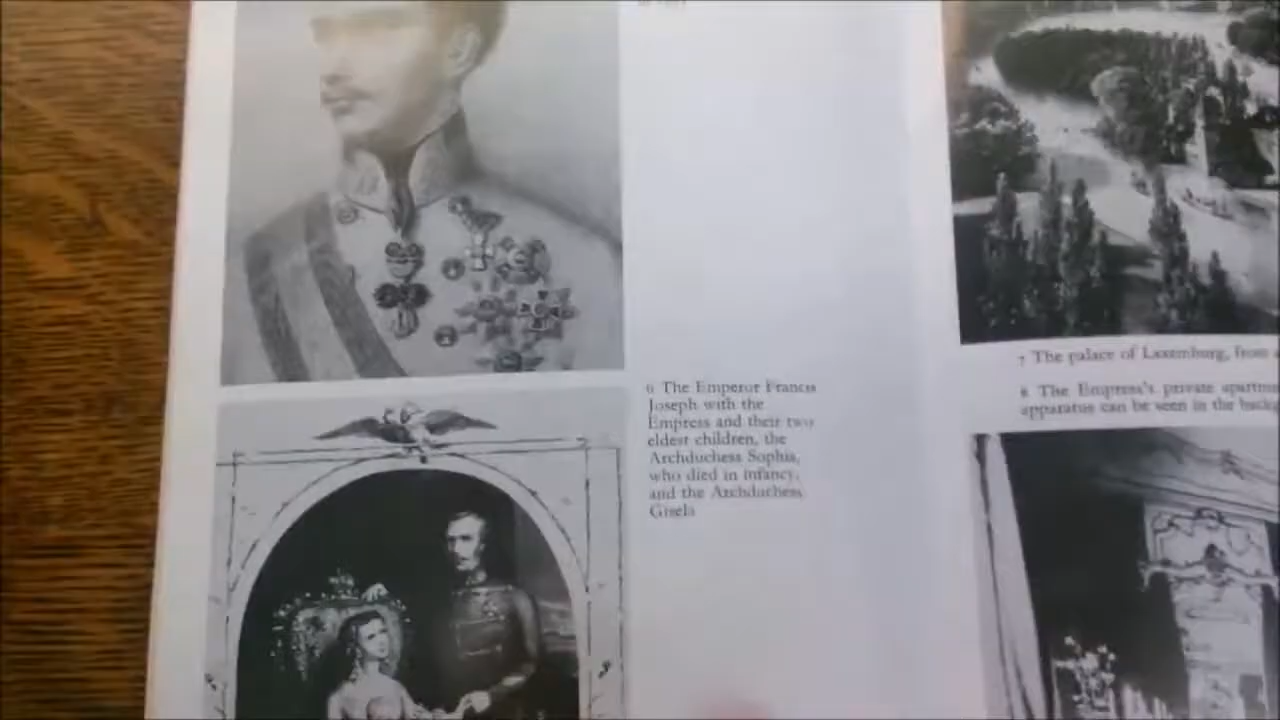 6 The Emperor Francis
Joseph with the
Empress and their two
eldest children, the
Archduchess Sophia,
who died in infancy,
and the Archduchess
Gisela
7 The palace of Laxenburg, from
8 The Empress's private
apparatus can be seen in the